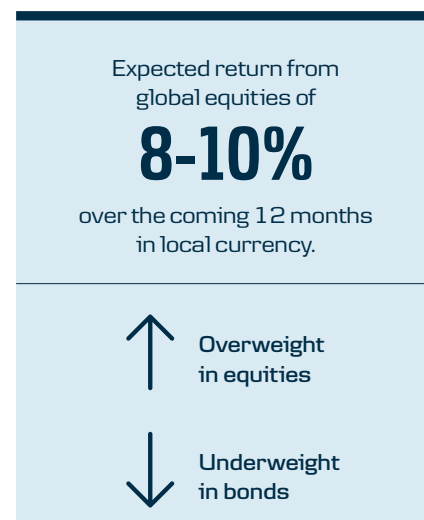 Expected return from
global equities of
8-10%
over the coming 12 months
in local currency.
Overweight
in equities
Underweight
in bonds